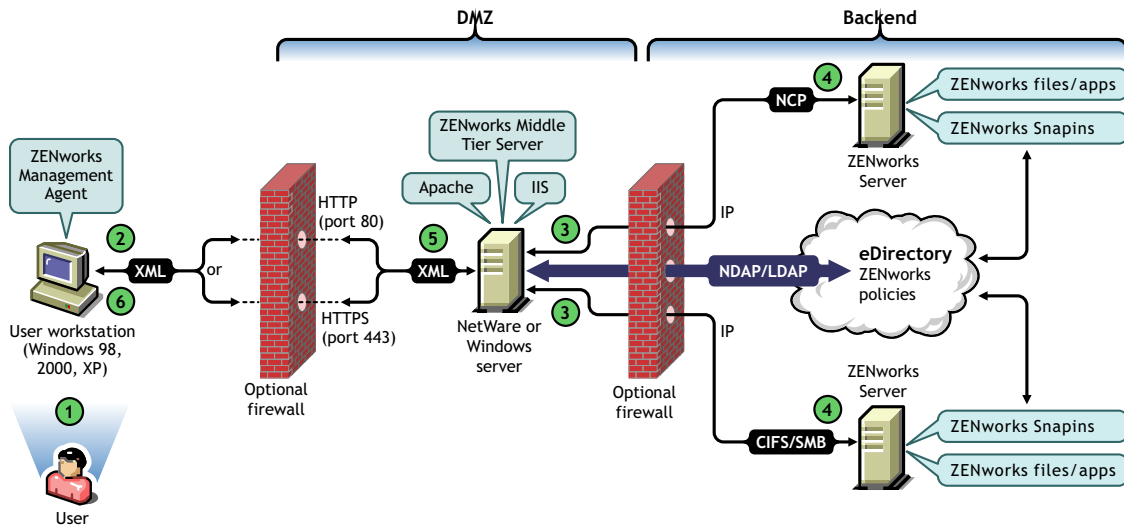 DMZ
Backend
ZENworks
Management
Agent
2
XML
6
or
User workstation
(Windows 98,
2000, XP)
1
User
HTTP
(port 80)
HTTPS
(port 443)
Optional
firewall
5
XML
ZENworks Middle
Tier Server
Apache
IIS
NetWare or
Windows
server
3
3
Optional
firewall
IP
IP
NDAP/LDAP
NCP
4
ZENworks
Server
ZENworks files/apps
ZENworks Snapins
eDirectory
ZENworks
policies
ZENworks
Server
4
CIFS/SMB
ZENworks Snapins
ZENworks files/apps